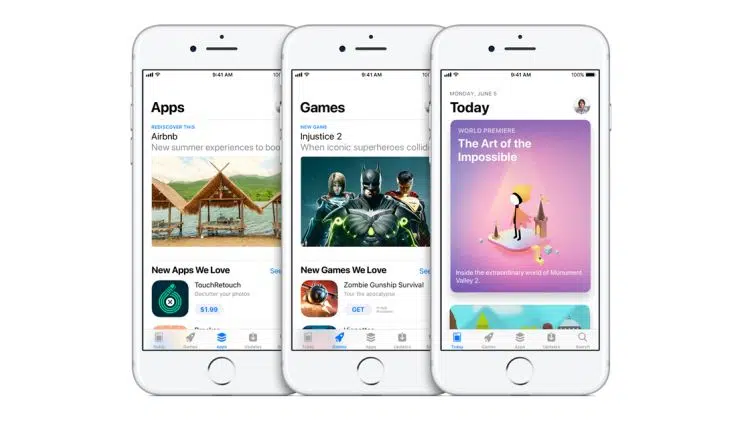 9:41 AM
10
Apps
REDISCOVER THIS
Airbnb
New summer experiences to boo
New Apps We Love
See
TouchRetouch
Declutter your photos
$1.99
Today
Games
Apps
Updates
9:41 AM
10
Games
NEW GAME
Injustice 2
When iconic superheroes collid
New Games We Love
See
Zombie Gunship Survival
Tour the apocalypse
GET
Today
Games
Apps
Updates
9:41 AM
100%
MONDAY, JUNE 5
Today
WORLD PREMIERE
The Art of the
Impossible
Inside the extraordinary world of Monument
Valley 2.
Today
Games
Apps
Updates
Search